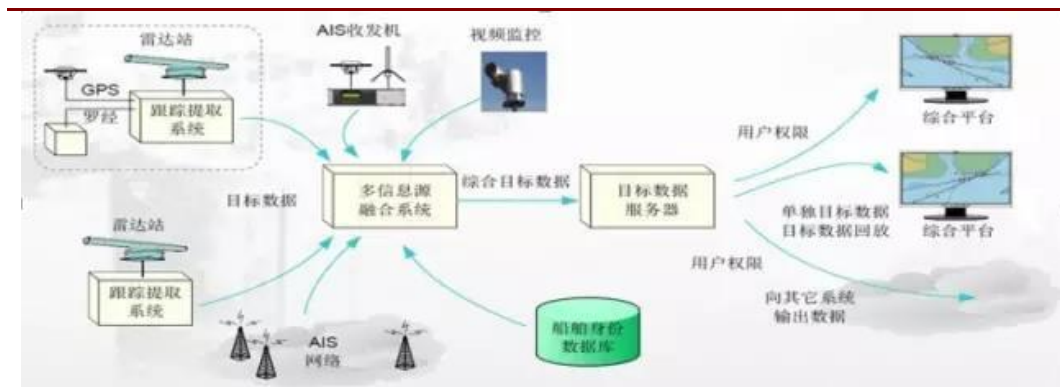 雷达站
GPS
罗经
跟踪提取
系统
AIS收发机
视频监控
目标数据
多信息源
融合系统
综合目标数据
目标数据
服务器
用户权限
综合平台
单独目标数据
目标数据回放
综合平台
用户权限
向其它系统
输出数据
雷达站
跟踪提取
系统
AIS
网络
船舶身份
数据库